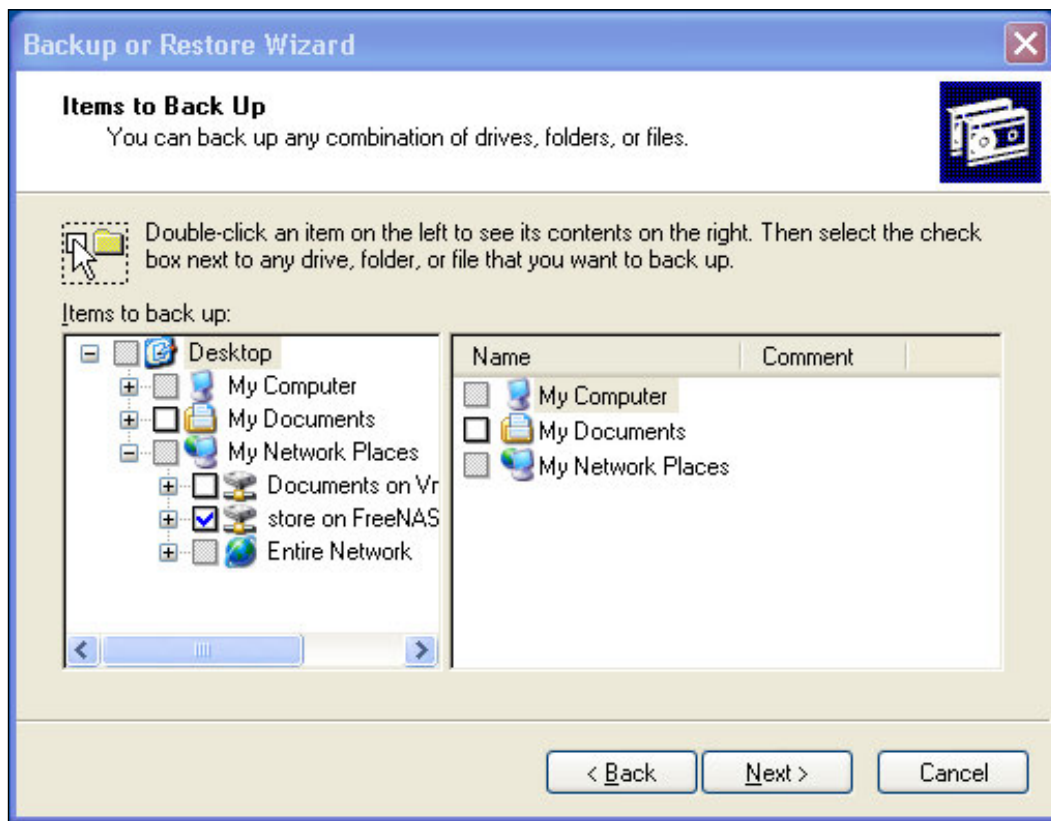 Backup or Restore Wizard
Items to Back Up
You can back up any combination of drives, folders, or files.
Double-click an item on the left to see its contents on the right. Then select the check
box next to any drive, folder, or file that you want to back up.
Items to back up:
Desktop
My Computer
My Documents
My Network Places
Documents on Vr
store on FreeNAS
Entire Network
Name Comment
My Computer
My Documents
My Network Places
< Back Next > Cancel